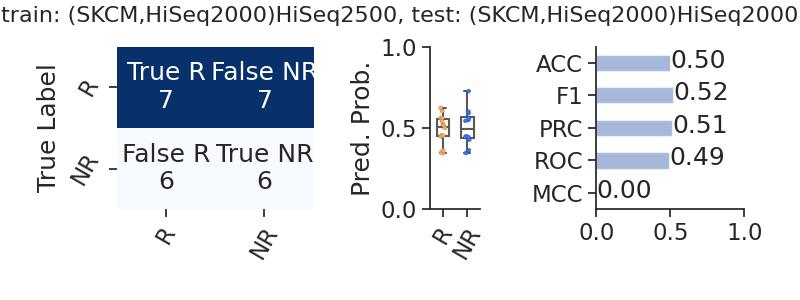 train: (SKCM,HiSeq2000)HiSeq2500, test: (SKCM,HiSeq2000)HiSeq2000
True Label
R
NR
True R False NR
7 7
False R True NR
6 6
R NR
Pred. Prob.
1.0
0.5
0.0
R NR
ACC 0.50
F1 0.52
PRC 0.51
ROC 0.49
MCC 0.00
0.0 0.5 1.0